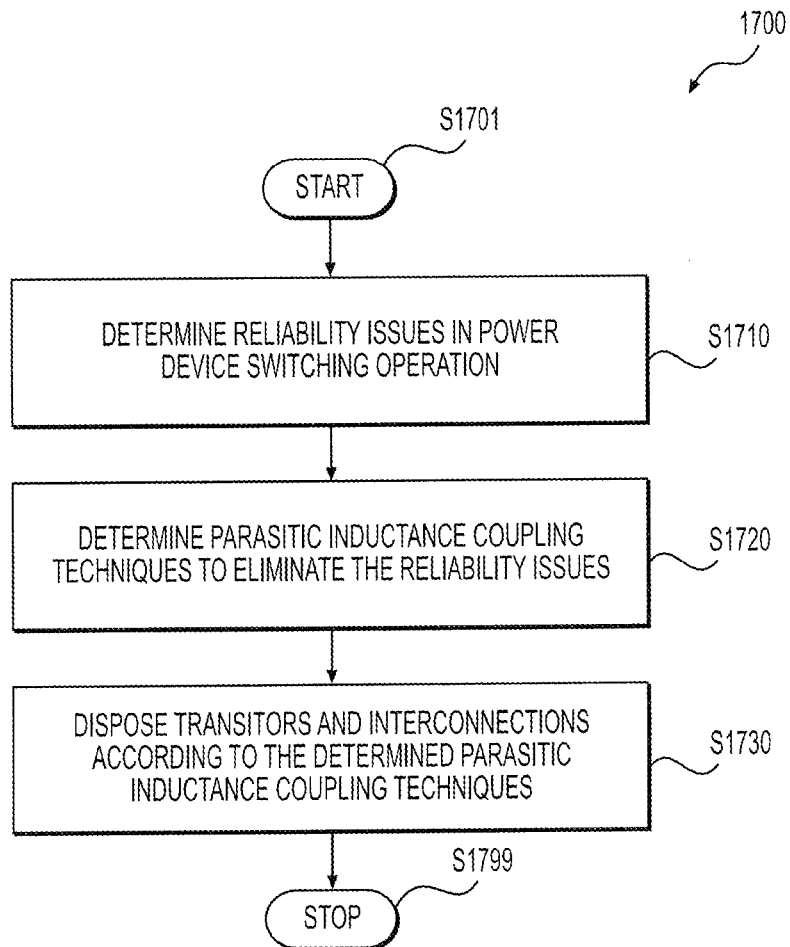 1700
S1701
START
DETERMINE RELIABILITY ISSUES IN POWER
DEVICE SWITCHING OPERATION
S1710
DETERMINE PARASITIC INDUCTANCE COUPLING
TECHNIQUES TO ELIMINATE THE RELIABILITY ISSUES
S1720
DISPOSE TRANSITORS AND INTERCONNECTIONS
ACCORDING TO THE DETERMINED PARASITIC
INDUCTANCE COUPLING TECHNIQUES
S1730
S1799
STOP